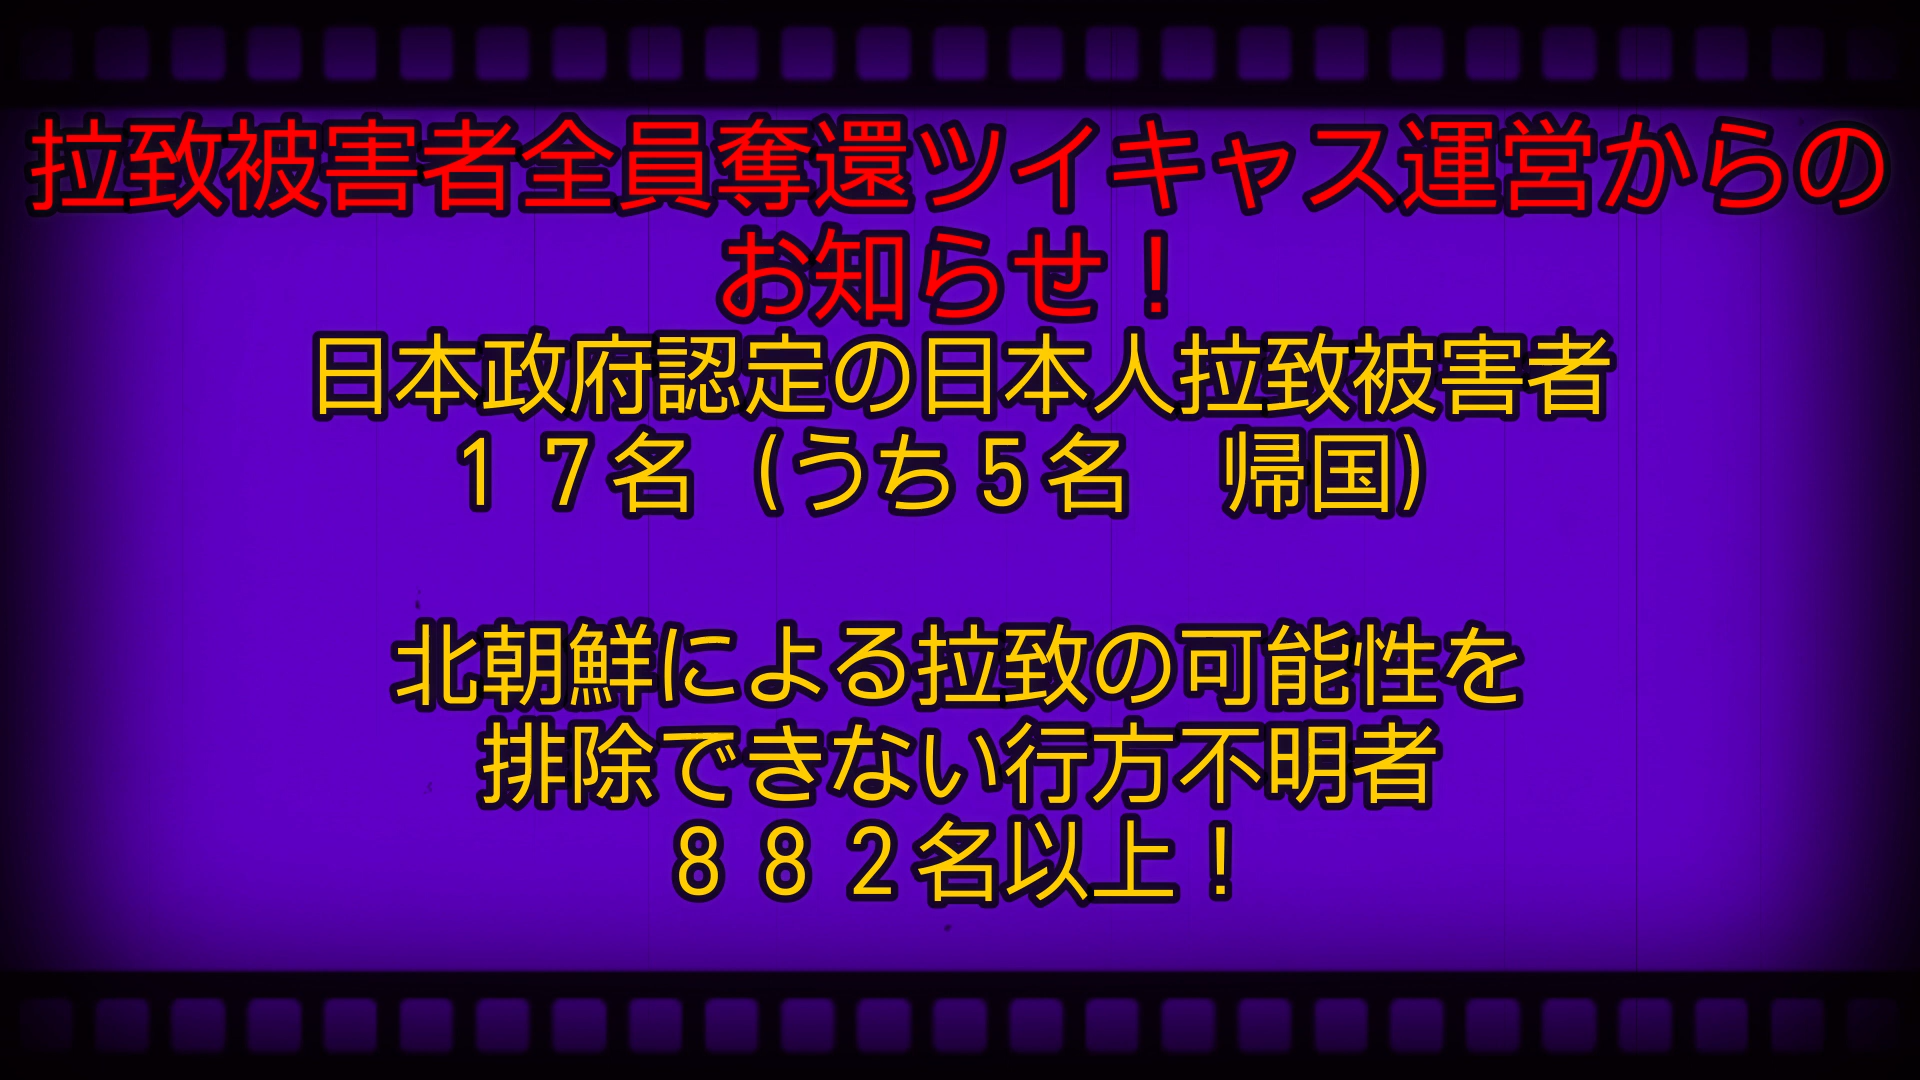 拉致被害者全員奪還ツイキャス運営からの
お知らせ！
日本政府認定の日本人拉致被害者
１７名（うち５名　帰国）
北朝鮮による拉致の可能性を
排除できない行方不明者
８８２名以上！